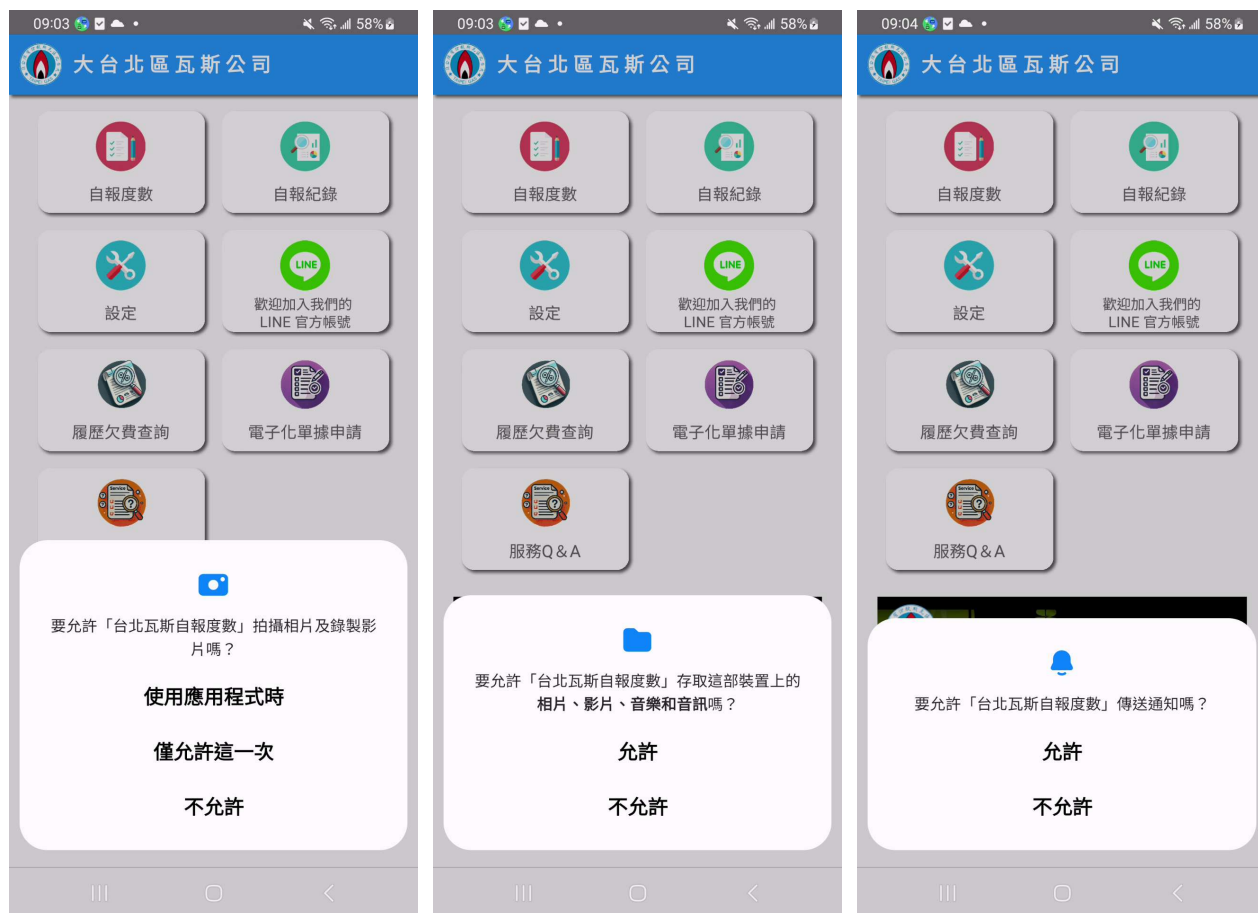 09:03
58%
大台北區瓦斯公司
自報度數
自報紀錄
設定
LINE
歡迎加入我們的
LINE 官方帳號
履歷欠費查詢
電子化單據申請
Service
要允許「台北瓦斯自報度數」拍攝相片及錄製影
片嗎？
使用應用程式時
僅允許這一次
不允許
09:03
58%
大台北區瓦斯公司
自報度數
自報紀錄
設定
LINE
歡迎加入我們的
LINE 官方帳號
履歷欠費查詢
電子化單據申請
Service
服務Q&A
要允許「台北瓦斯自報度數」存取這部裝置上的
相片、影片、音樂和音訊嗎？
允許
不允許
09:04
58%
大台北區瓦斯公司
自報度數
自報紀錄
設定
LINE
歡迎加入我們的
LINE 官方帳號
履歷欠費查詢
電子化單據申請
Service
服務Q&A
要允許「台北瓦斯自報度數」傳送通知嗎？
允許
不允許